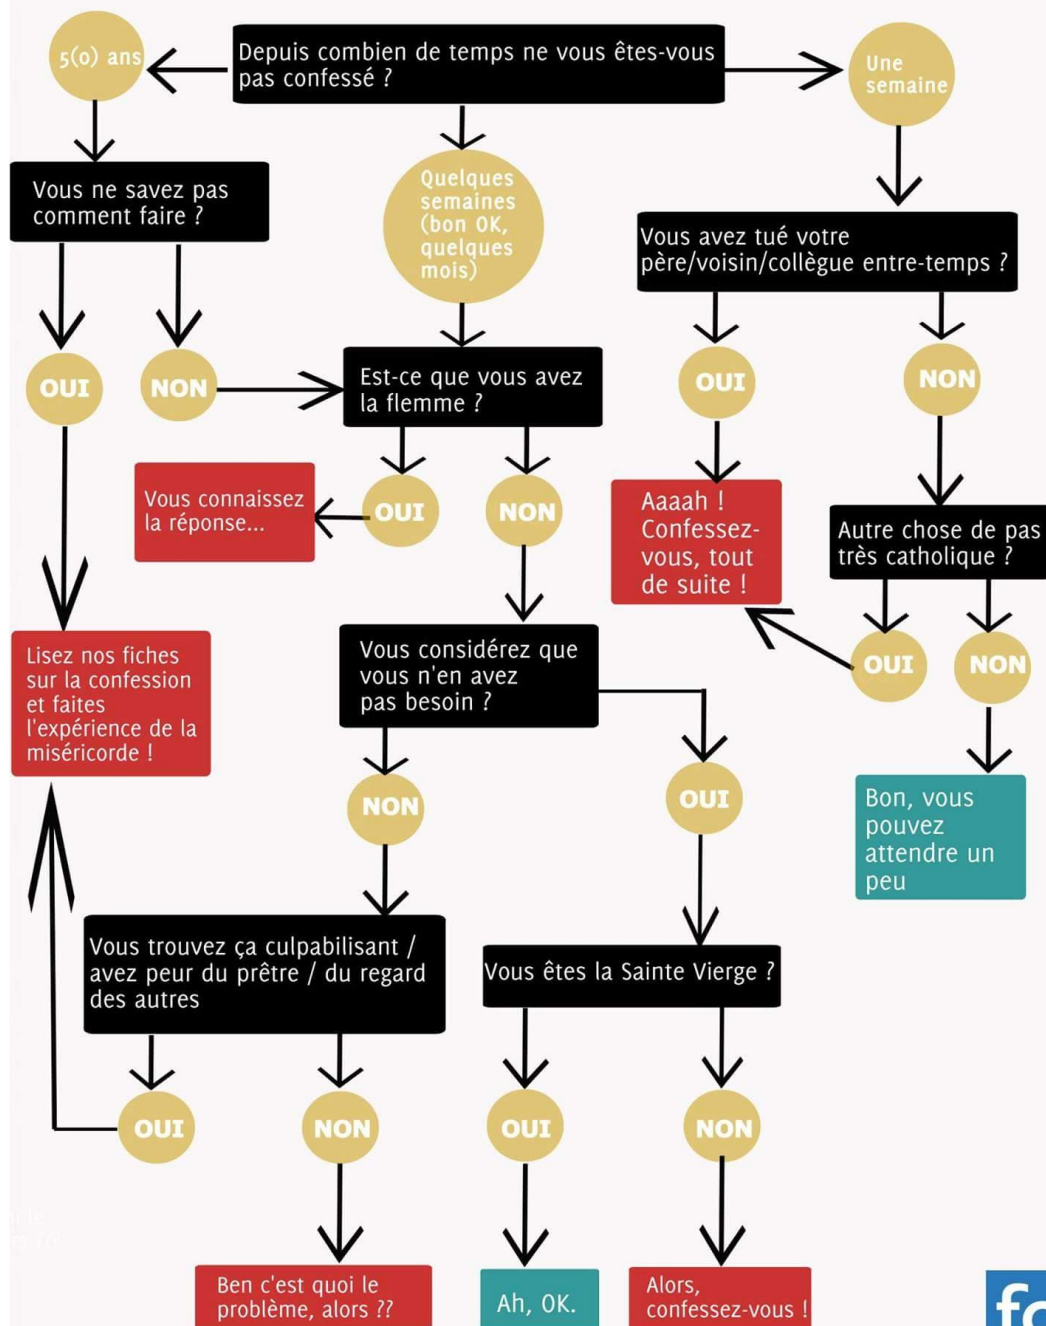 5(0) ans
Depuis combien de temps ne vous êtes-vous
pas confessé ?
Une
semaine
Vous ne savez pas
comment faire ?
Quelques
semaines
(bon OK,
quelques
mois)
Vous avez tué votre
père/voisin/collègue entre-temps ?
OUI
NON
Est-ce que vous avez
la flemme ?
OUI
NON
Vous connaissez
la réponse...
OUI
NON
Aaaah !
Confessez-
vous, tout
de suite !
Autre chose de pas
très catholique ?
Lisez nos fiches
sur la confession
et faites
l'expérience de la
miséricorde !
Vous considérez que
vous n'en avez
pas besoin ?
OUI
NON
NON
OUI
Bon, vous
pouvez
attendre un
peu
Vous trouvez ça culpabilisant /
avez peur du prêtre / du regard
des autres
Vous êtes la Sainte Vierge ?
OUI
NON
OUI
NON
Ben c'est quoi le
problème, alors ??
Ah, OK.
Alors,
confessez-vous !
fo